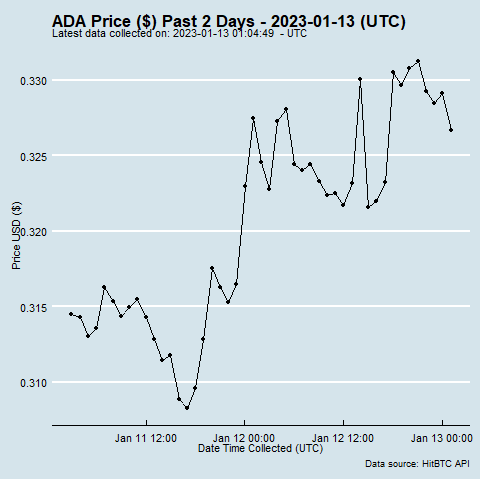 ADA Price ($) Past 2 Days - 2023-01-13 (UTC)
Latest data collected on: 2023-01-13 01:04:49  - UTC
0.330
0.325
0.320
0.315
0.310
Price USD ($)
Jan 11 12:00
Jan 12 00:00
Jan 12 12:00
Jan 13 00:00
Date Time Collected (UTC)
Data source: HitBTC API